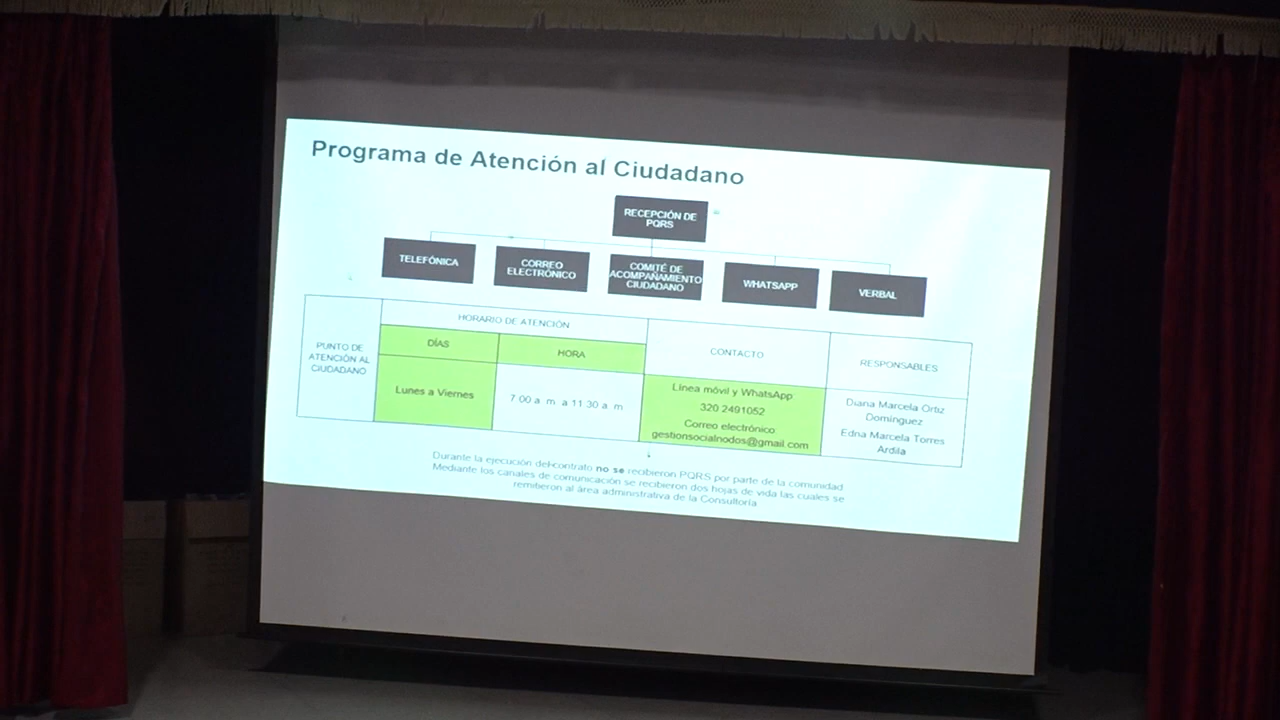 Programa de Atención al Ciudadano
RECEPCIÓN DE
PQRS
TELEFÓNICA
CORREO
ELECTRÓNICO
COMITÉ DE
ACOMPAÑAMIENTO
CIUDADANO
WHATSAPP
VERBAL
PUNTO DE
ATENCIÓN AL
CIUDADANO
HORARIO DE ATENCIÓN
DÍAS
HORA
CONTACTO
RESPONSABLES
Lunes a Viernes
7:00 a. m. a 11:30 a. m.
Línea móvil y WhatsApp
320 2491052
Correo electrónico
gestionsocialnodos@gmail.com
Diana Marcela Ortiz
Domínguez
Edna Marcela Torres
Ardila
Durante la ejecución del contrato no se recibieron PQRS por parte de la comunidad.
Mediante los canales de comunicación se recibieron dos hojas de vida las cuales se
remitieron al área administrativa de la Consultoría.